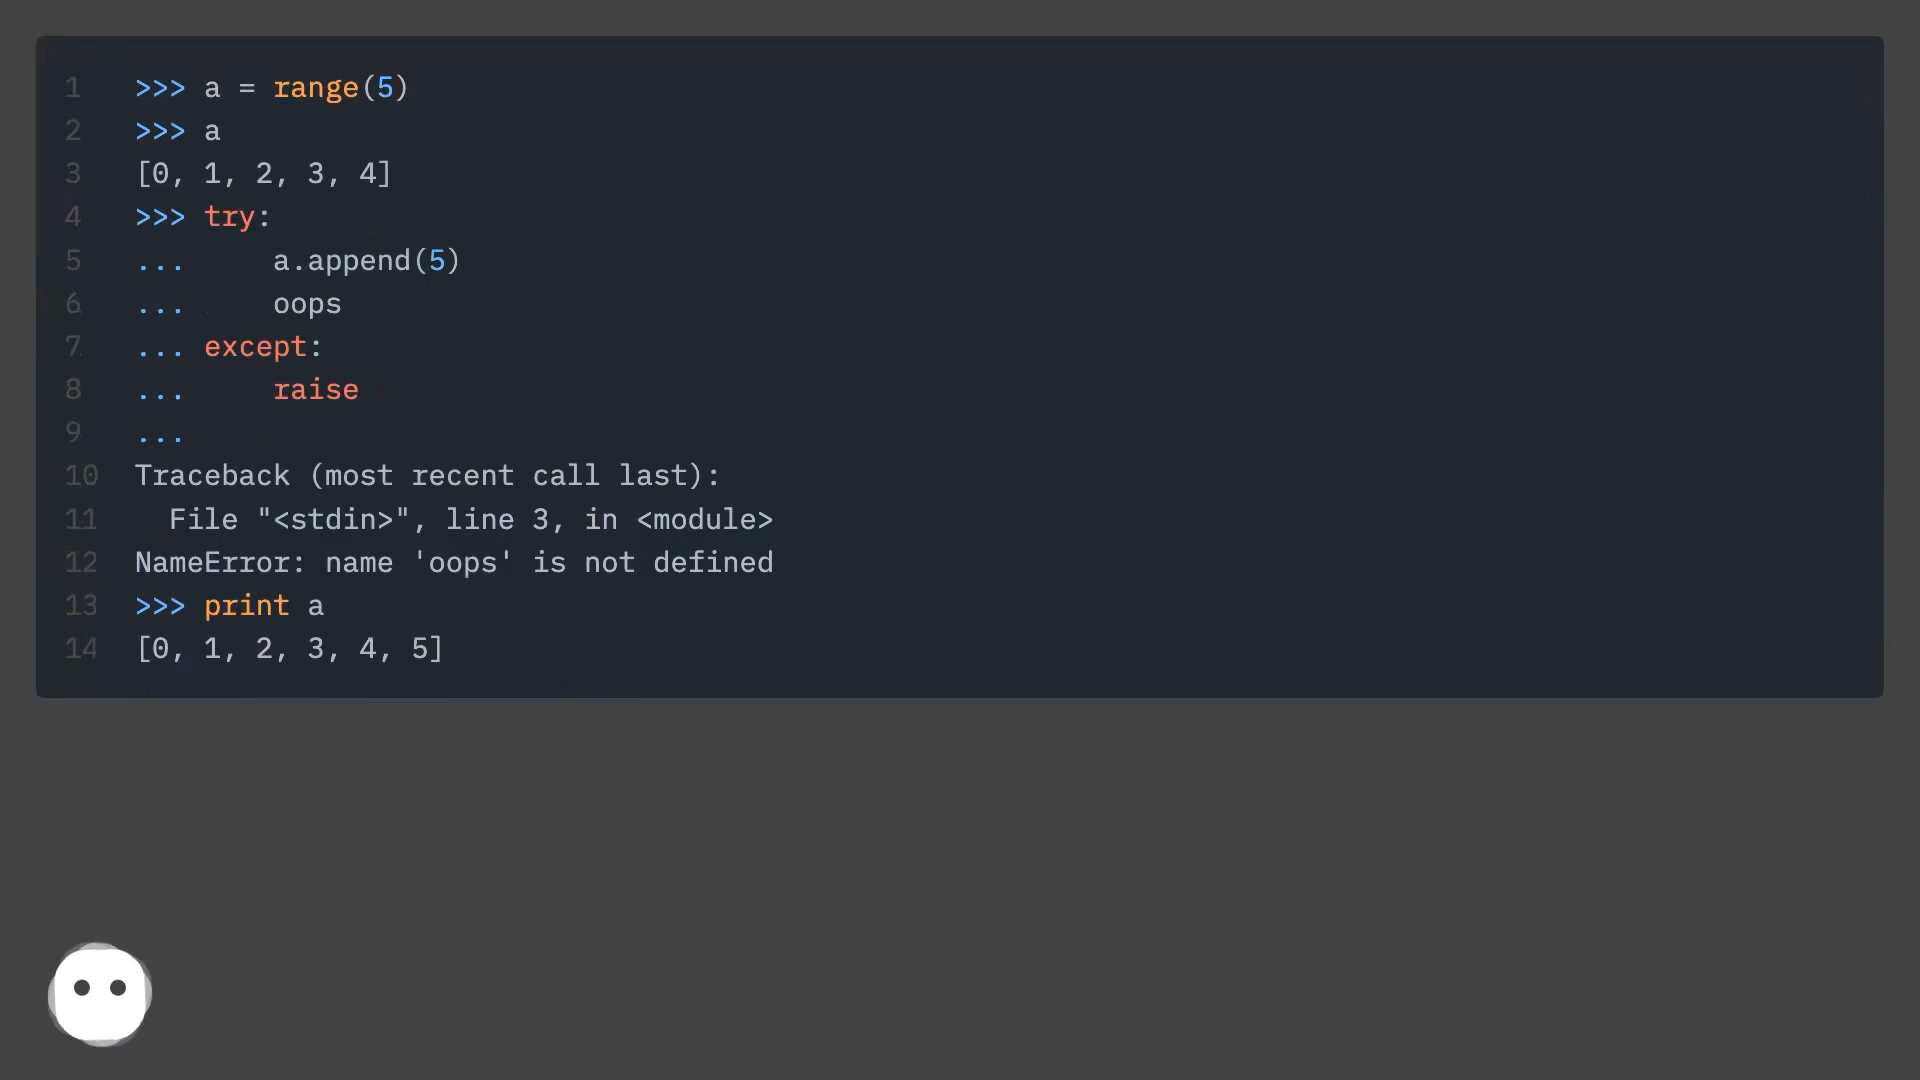 1 >>> a = range(5)
2 >>> a
3 [0, 1, 2, 3, 4]
4 >>> try:
5 ...     a.append(5)
6 ...     oops
7 ... except:
8 ...     raise
9 ...
10 Traceback (most recent call last):
11   File "<stdin>", line 3, in <module>
12 NameError: name 'oops' is not defined
13 >>> print a
14 [0, 1, 2, 3, 4, 5]